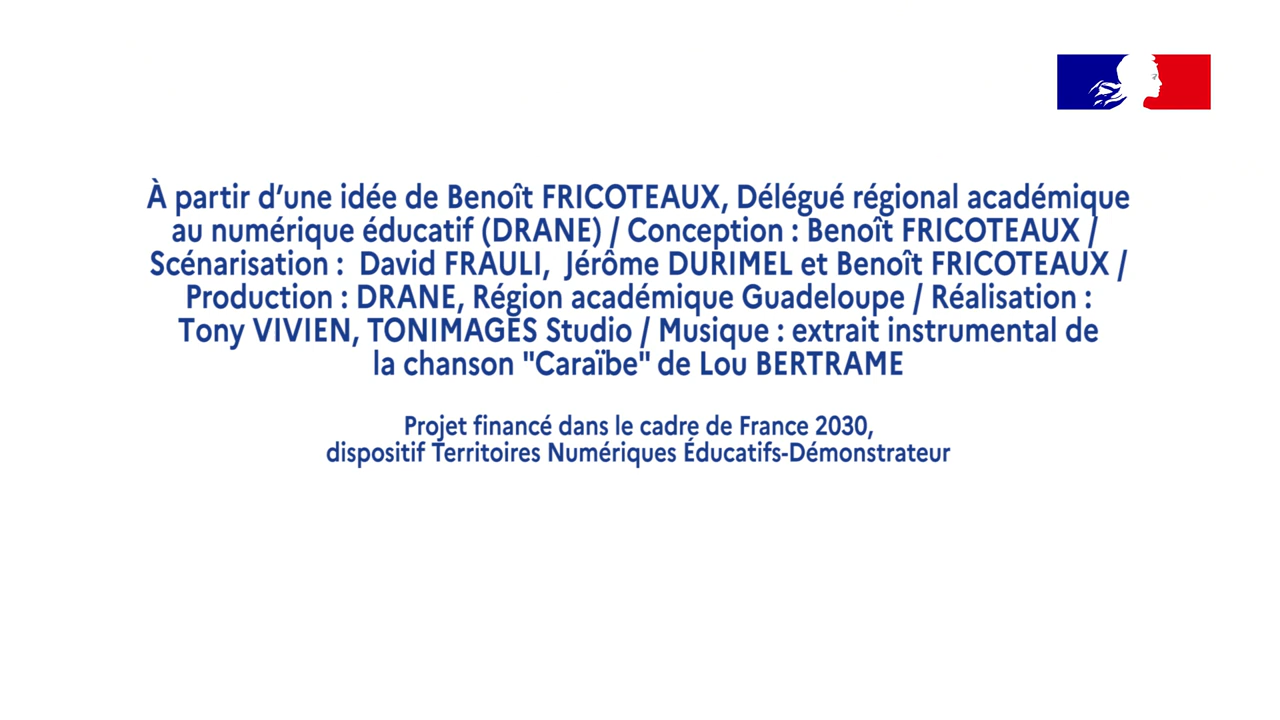 À partir d’une idée de Benoît FRICOTEAUX, Délégué régional académique
au numérique éducatif (DRANE) / Conception : Benoît FRICOTEAUX /
Scénarisation :  David FRAULI,  Jérôme DURIMEL et Benoît FRICOTEAUX /
Production : DRANE, Région académique Guadeloupe / Réalisation :
Tony VIVIEN, TONIMAGES Studio / Musique : extrait instrumental de
la chanson "Caraïbe" de Lou BERTRAME
Projet financé dans le cadre de France 2030,
dispositif Territoires Numériques Éducatifs-Démonstrateur